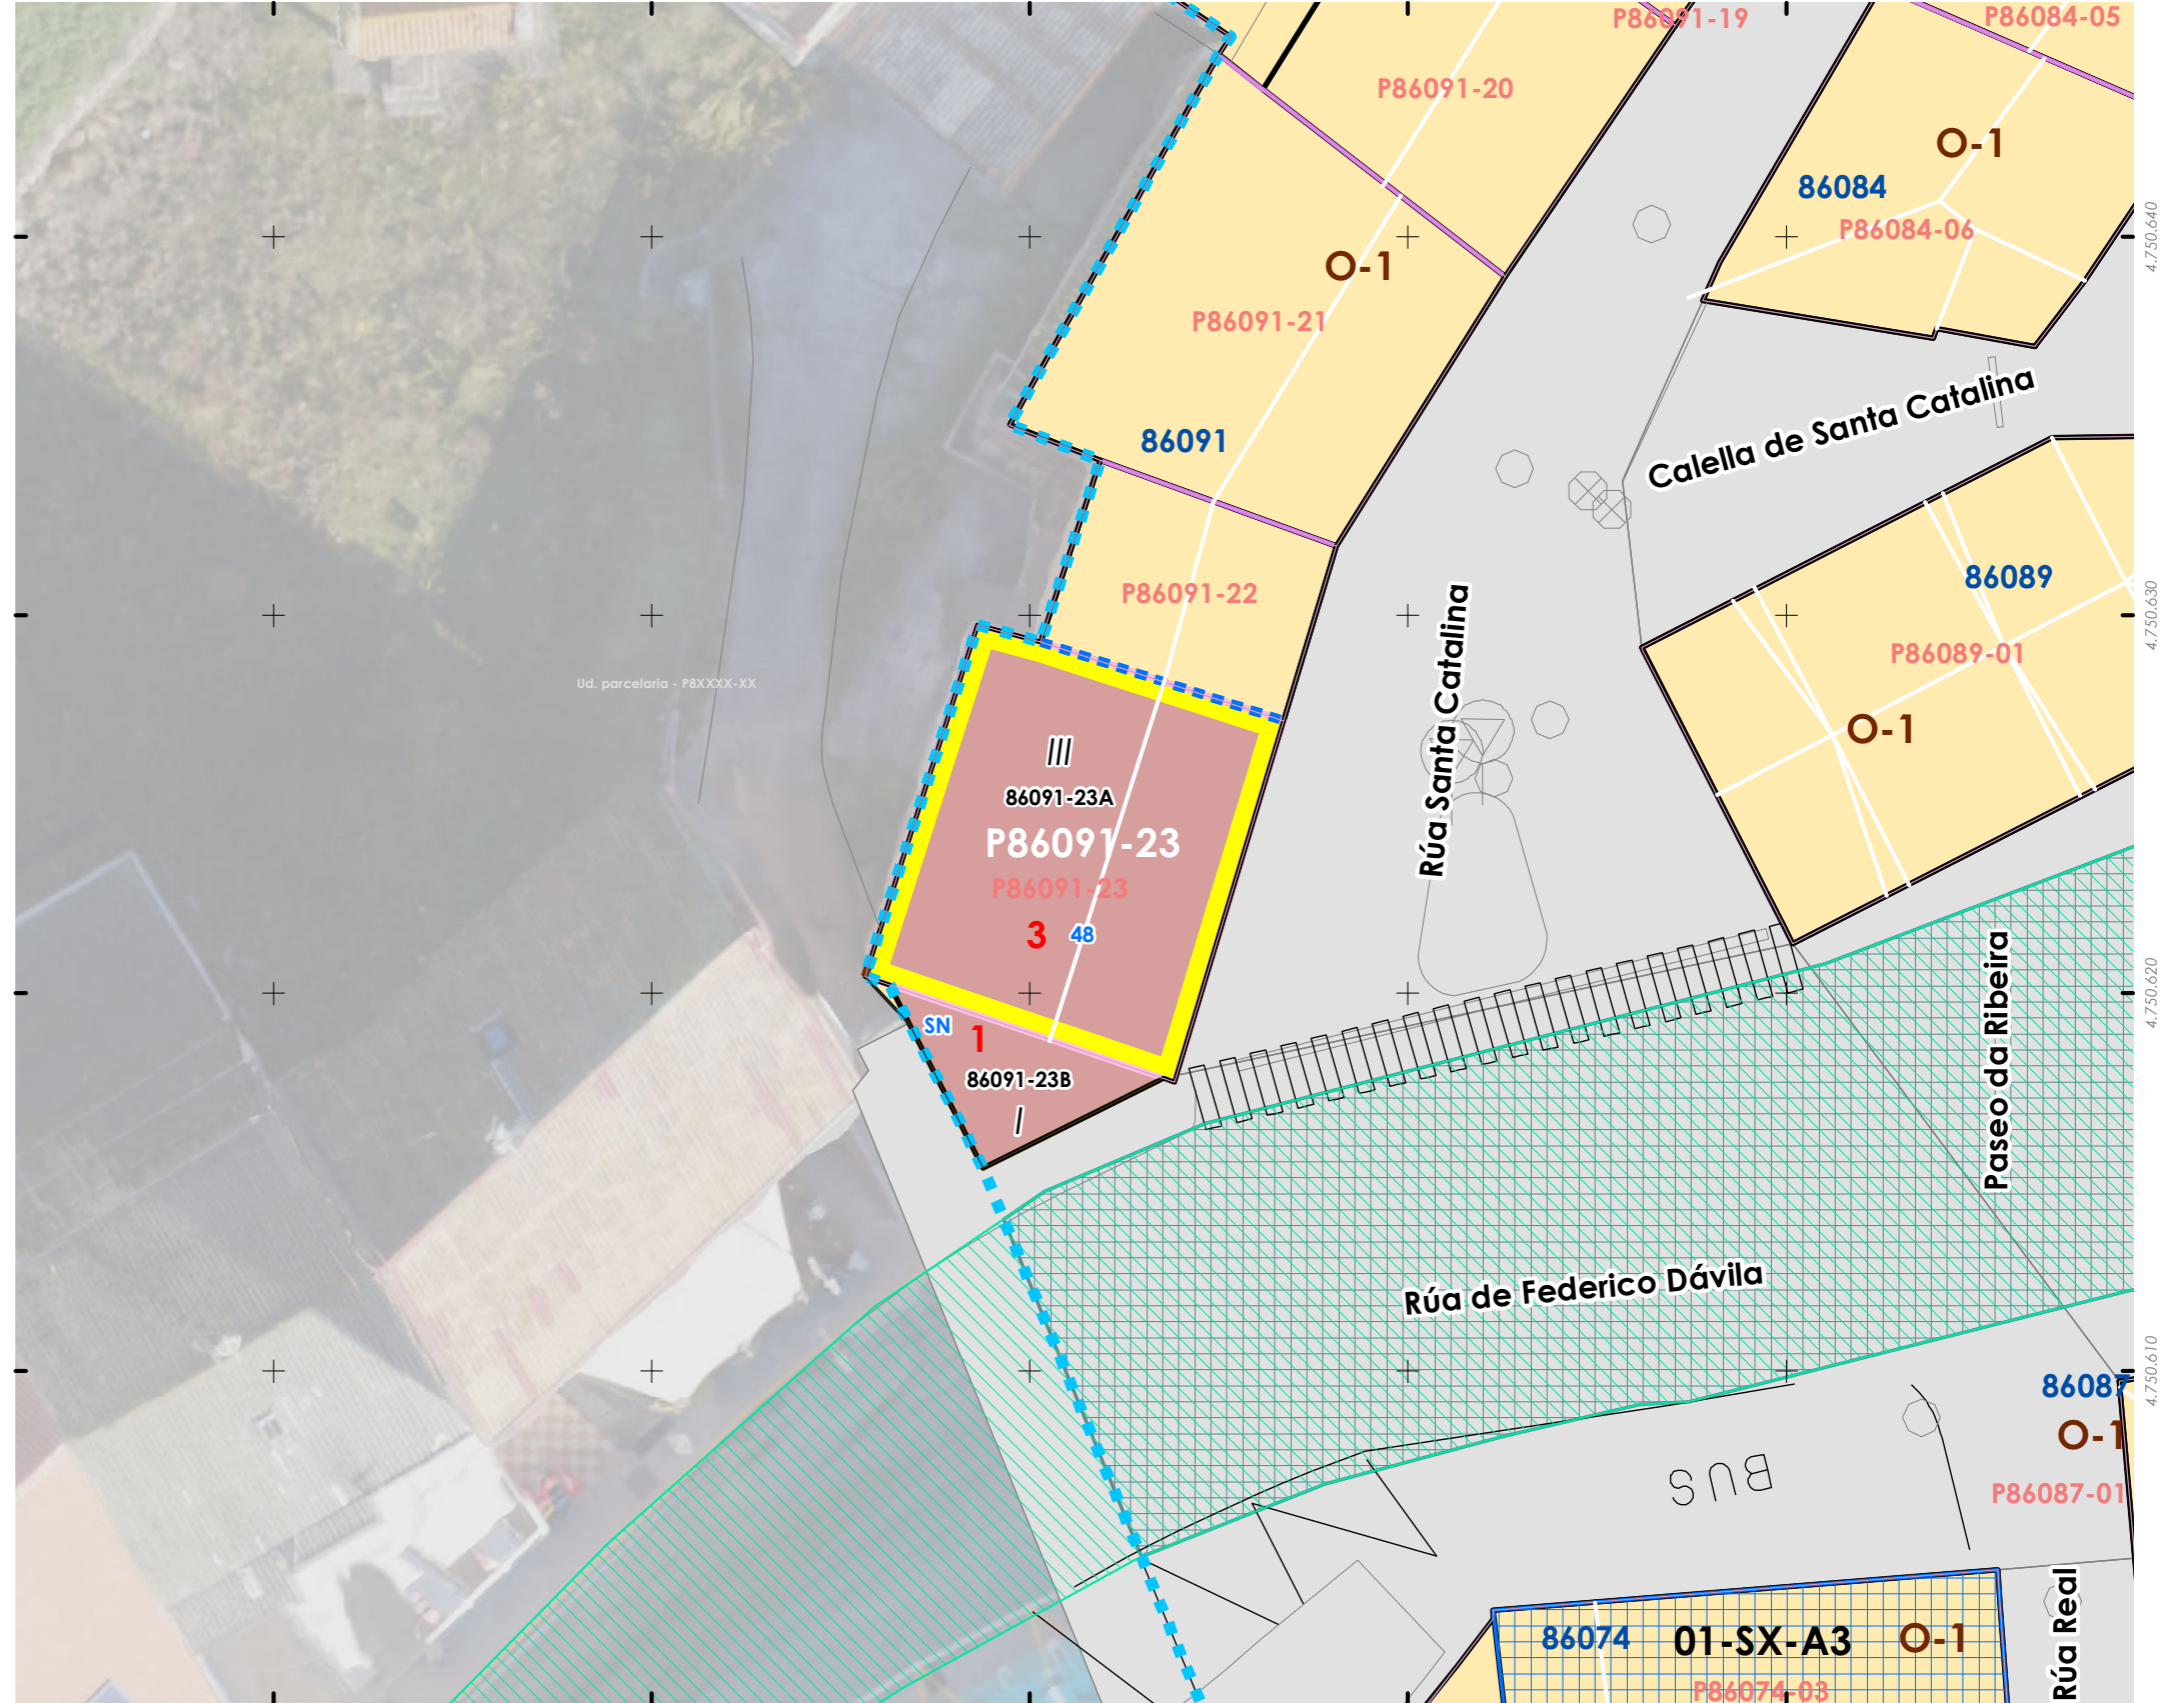 P86091-19
P86084-05
P86091-20
O-1
86084
P86084-06
4.750.640
O-1
P86091-21
Calella de Santa Catalina
86091
86089
P86091-22
4.750.630
P86089-01
Rúa Santa Catalina
Ud. parcelaria - P8XXXX-XX
O-1
III
86091-23A
P86091-23
P86091-23
3
48
SN
1
4.750.620
Paseo da Ribeira
86091-23B
I
Rúa de Federico Dávila
4.750.610
86087
O-1
BUS
P86087-01
86074
01-SX-A3
O-1
Rúa Real
P86074-03